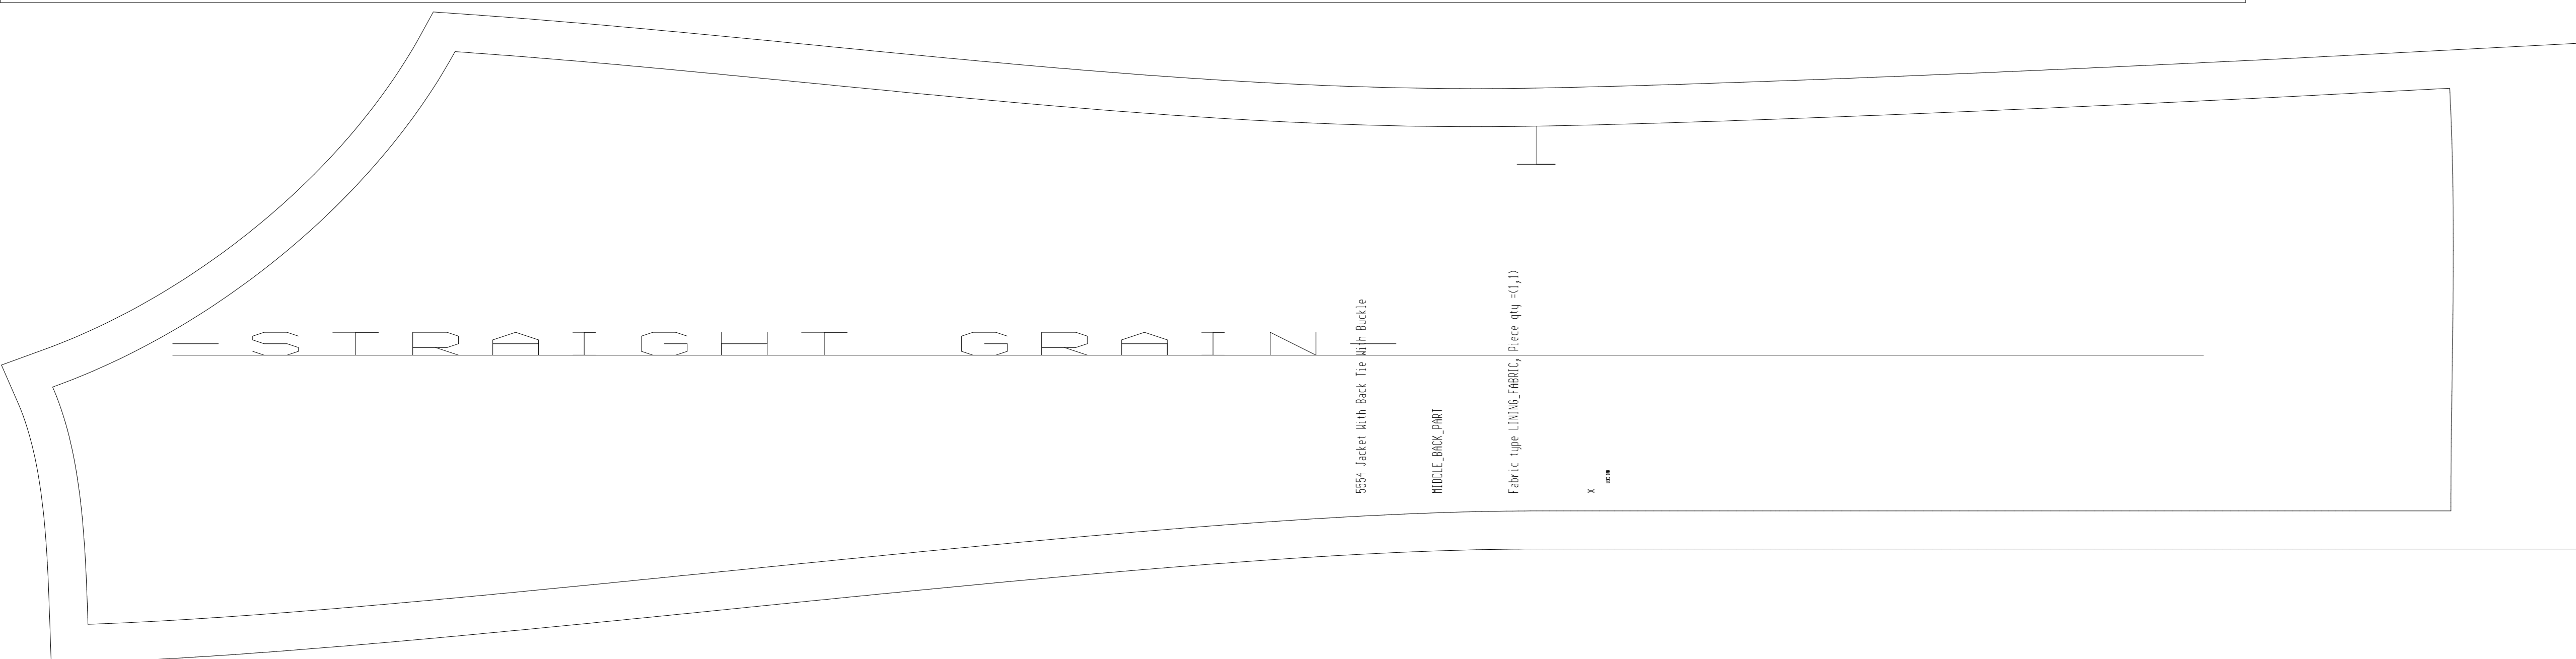 - STRAIGHT GRAIN -
5554 Jacket With Back Tie With Buckle
MIDDLE_BACK_PART
Fabric type LINING_FABRIC, Piece qty =(1,1)
X